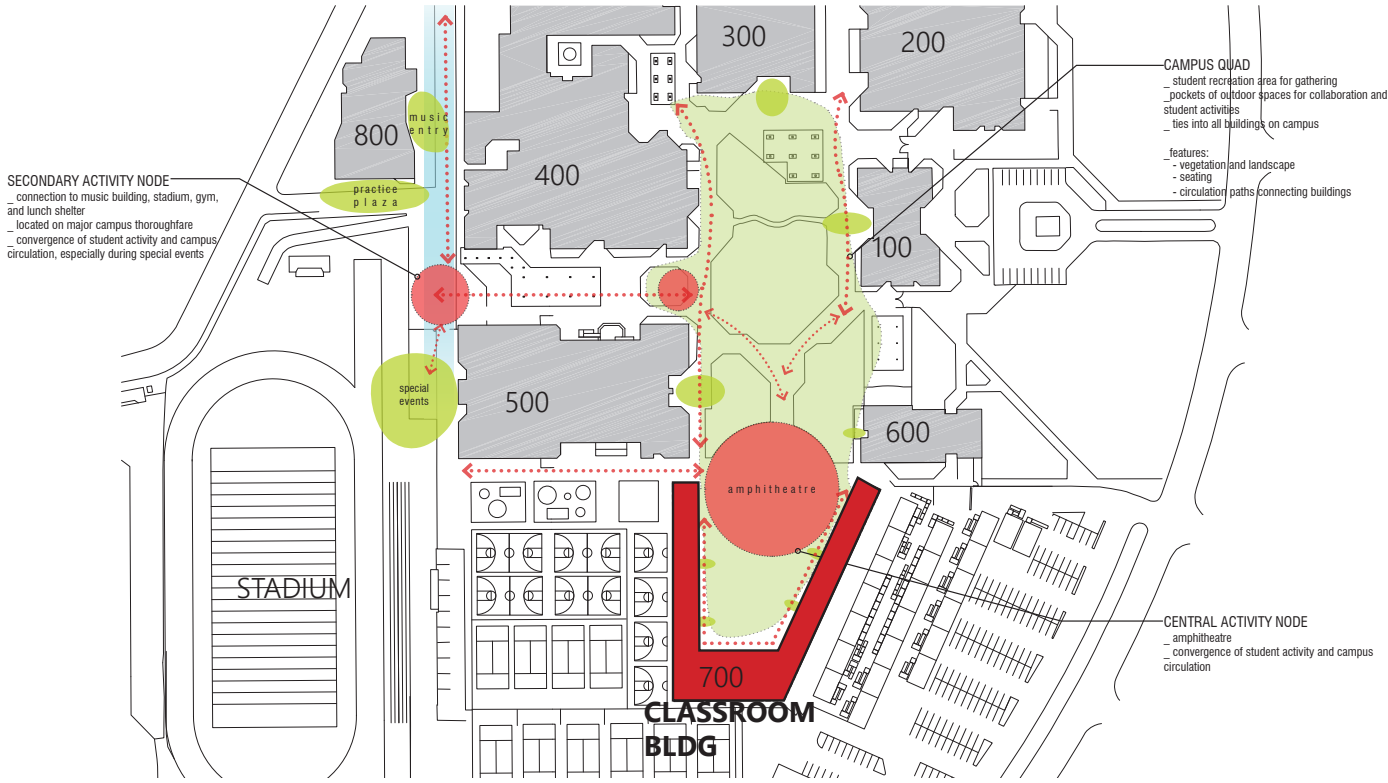 300
200
CAMPUS QUAD
_ student recreation area for gathering
_pockets of outdoor spaces for collaboration and
student activities
_ ties into all buildings on campus
_features:
- vegetation and landscape
- seating
- circulation paths connecting buildings
music
entry
800
400
practice
plaza
SECONDARY ACTIVITY NODE
_ connection to music building, stadium, gym,
and lunch shelter
_ located on major campus thoroughfare
_ convergence of student activity and campus
circulation, especially during special events
100
special
events
500
600
amphitheatre
STADIUM
CENTRAL ACTIVITY NODE
_ amphitheatre
_ convergence of student activity and campus
circulation
700
CLASSROOM
BLDG